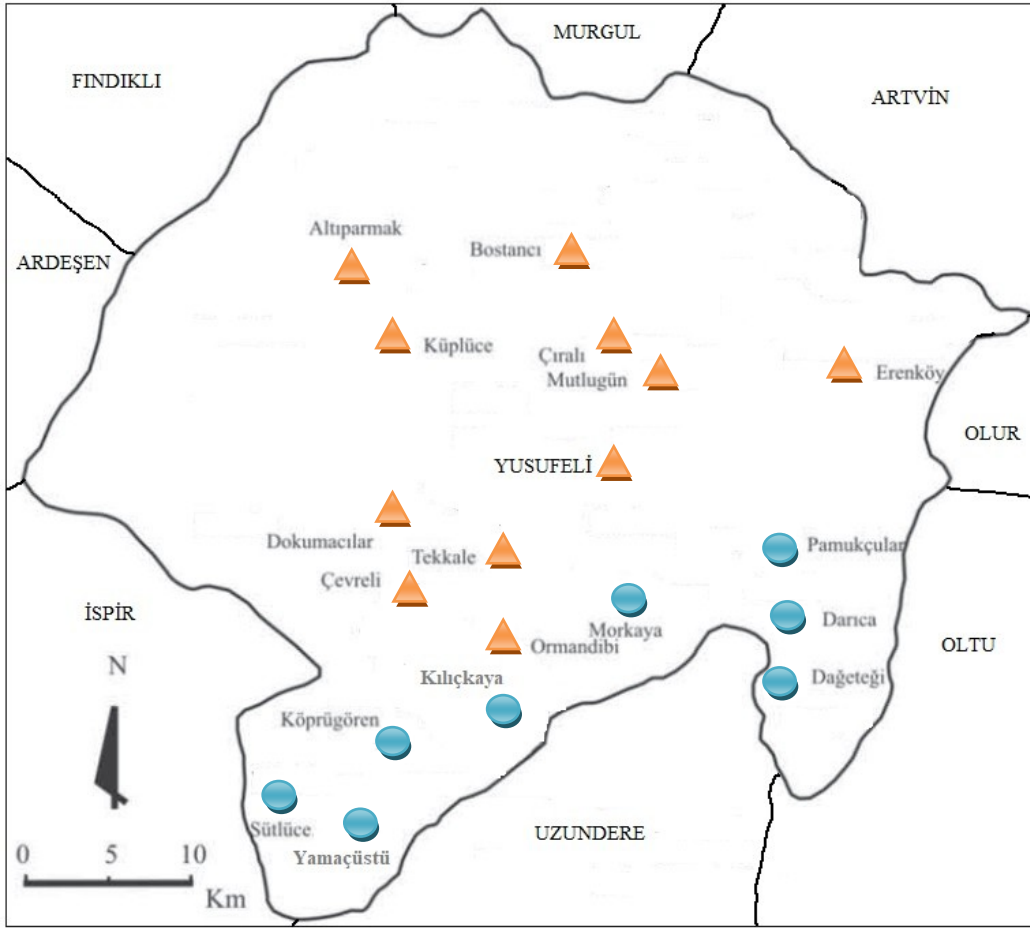 MURGUL
FINDIKLI
ARTVİN
Altıparmak
Bostancı
ARDEŞEN
Küplüce
Çıralı
Mutlugün
Erenköy
OLUR
YUSUFELİ
Dokumacılar
Tekkale
Pamukçular
Çevreli
İSPİR
Morkaya
Darıca
Ormandibi
OLTU
N
Kılıçkaya
Dağeteği
Köprügören
Sütlüce
UZUNDERE
Yamaçüstü
0 5 10
Km